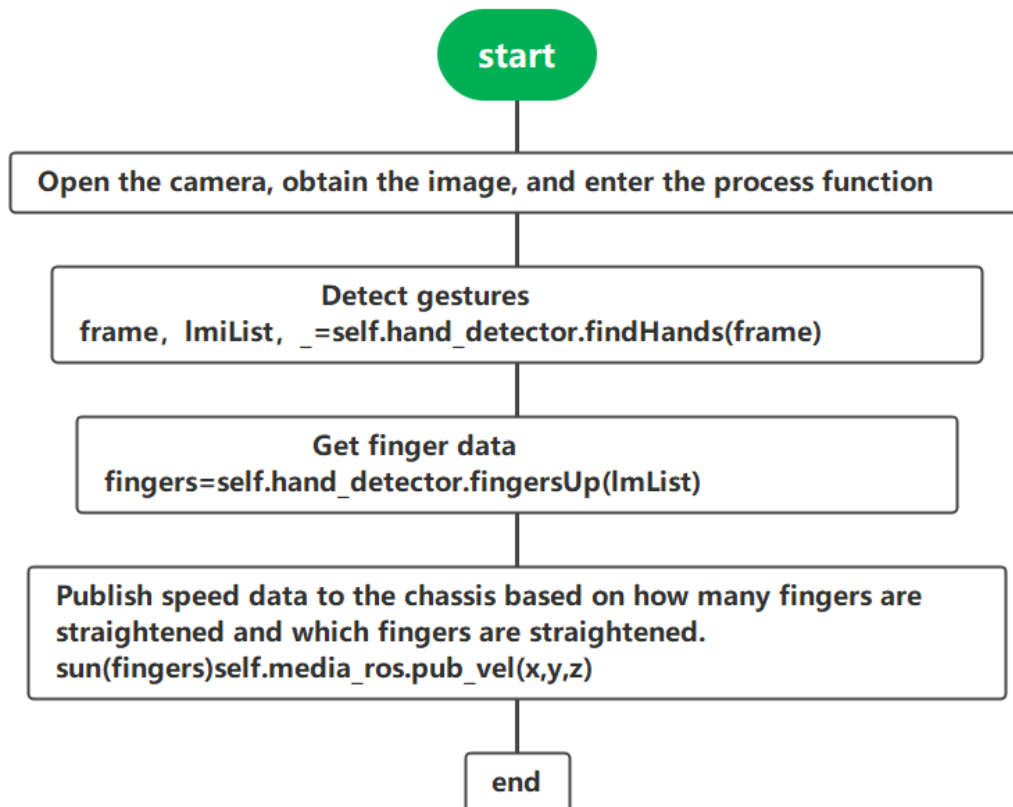 start
Open the camera, obtain the image, and enter the process function
Detect gestures
frame，lmiList，_=self.hand_detector.findHands(frame)
Get finger data
fingers=self.hand_detector.fingersUp(lmList)
Publish speed data to the chassis based on how many fingers are
straightened and which fingers are straightened.
sun(fingers)self.media_ros.pub_vel(x,y,z)
end